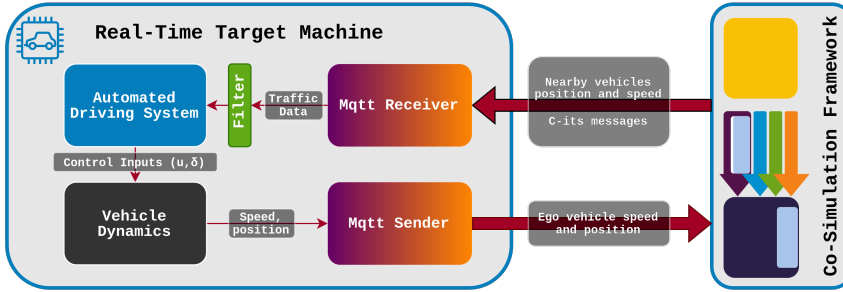 Real-Time Target Machine
Automated
Driving System
Filter
Traffic
Data
Mqtt Receiver
Nearby vehicles
position and speed
C-its messages
Control Inputs (u,δ)
Vehicle
Dynamics
Speed,
position
Mqtt Sender
Ego vehicle speed
and position
Co-Simulation Framework